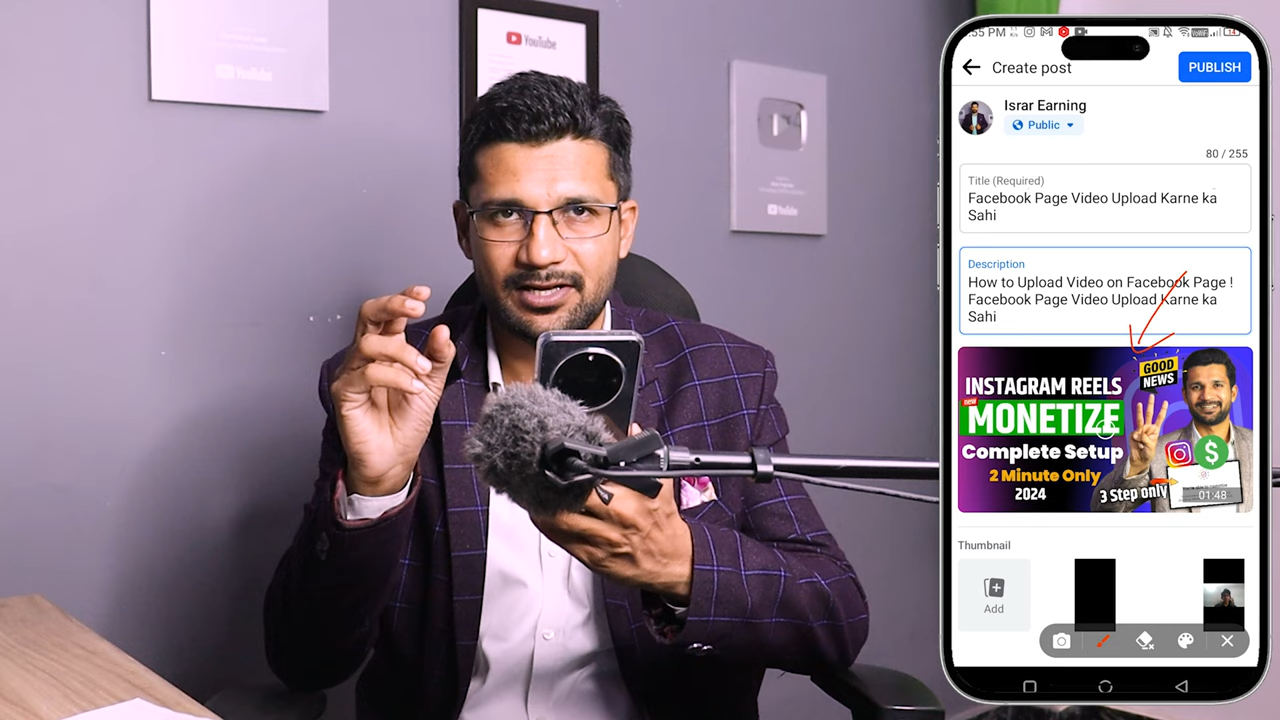 YouTube
YouTube
YouTube
:55 PM
Create post
PUBLISH
Israr Earning
Public
80 / 255
Title (Required)
Facebook Page Video Upload Karne ka
Sahi
Description
How to Upload Video on Facebook Page !
Facebook Page Video Upload Karne ka
Sahi
GOOD
NEWS
INSTAGRAM REELS
new
MONETIZE
Complete Setup
2 Minute Only
2024
3 Step only
01:48
Thumbnail
Add